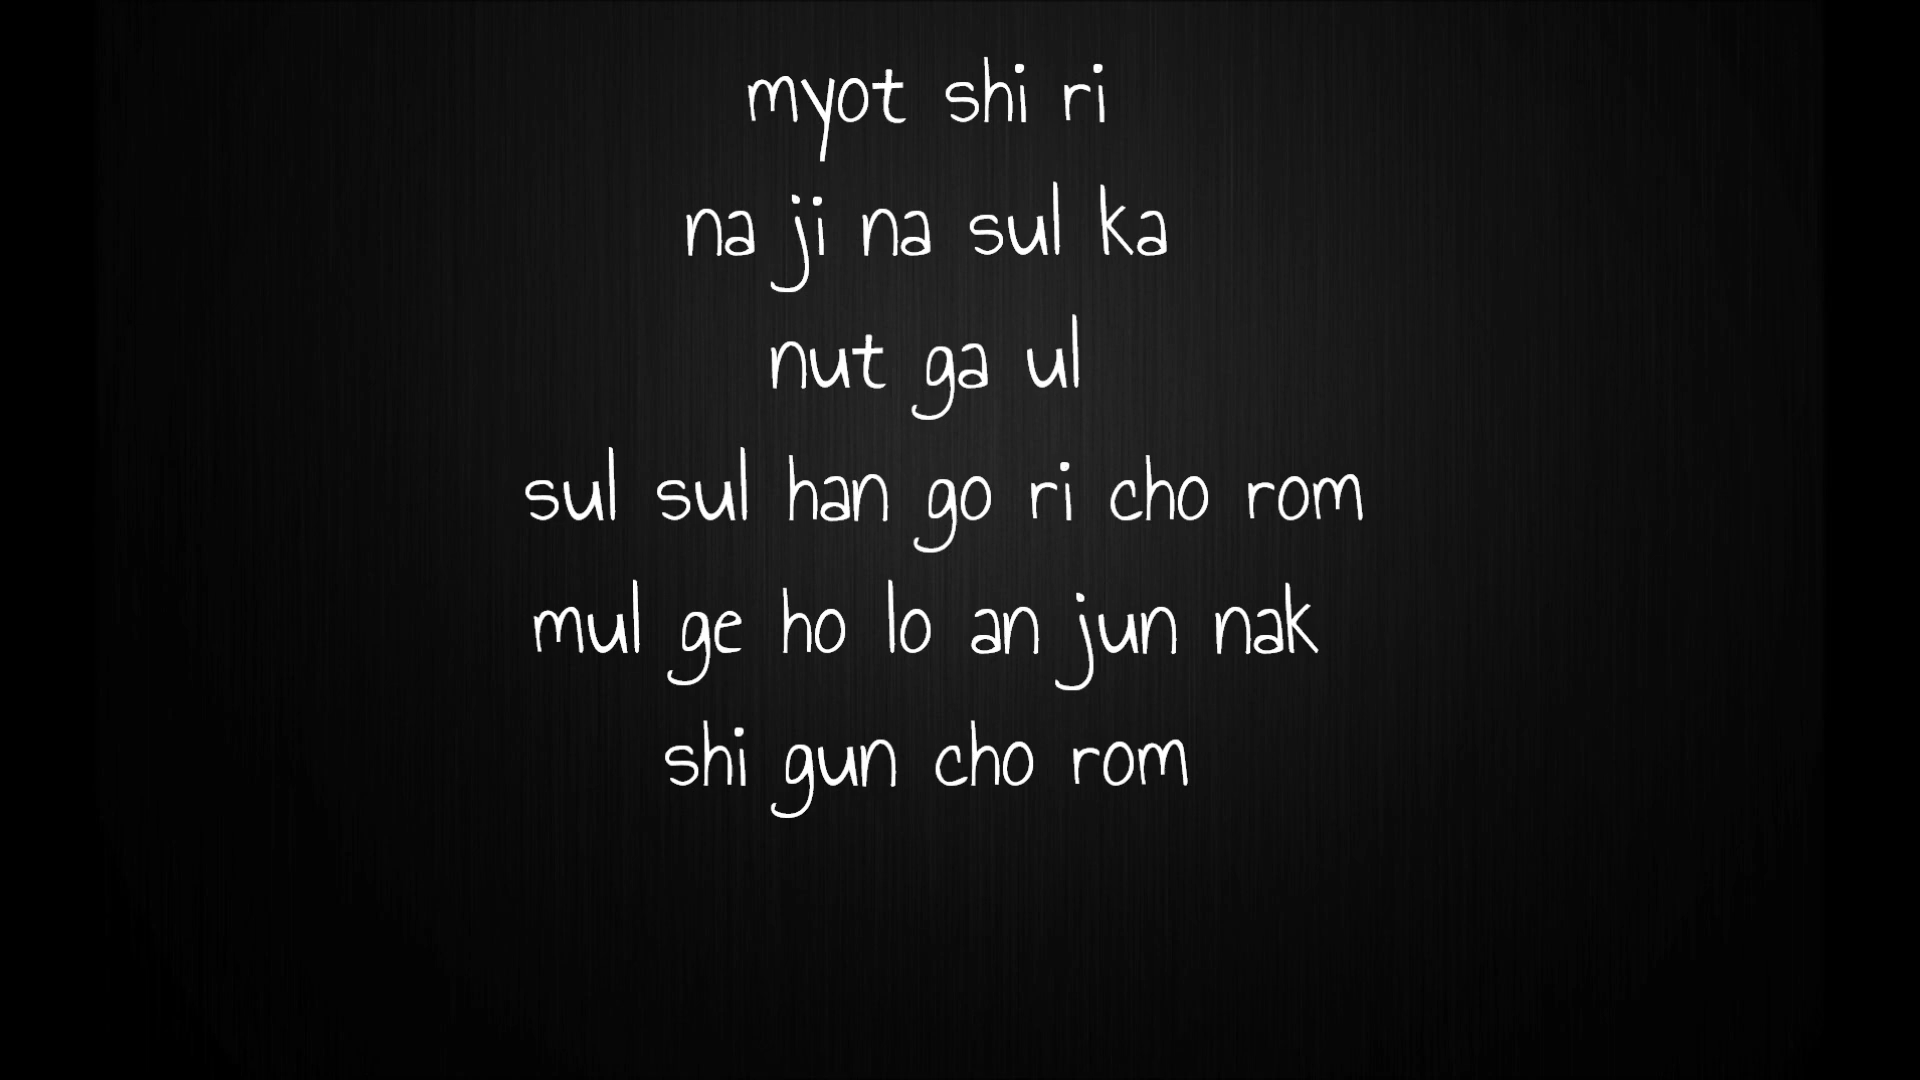 myot shi ri
na ji na sul ka
nut ga ul
sul sul han go ri cho rom
mul ge ho lo an jun nak
shi gun cho rom